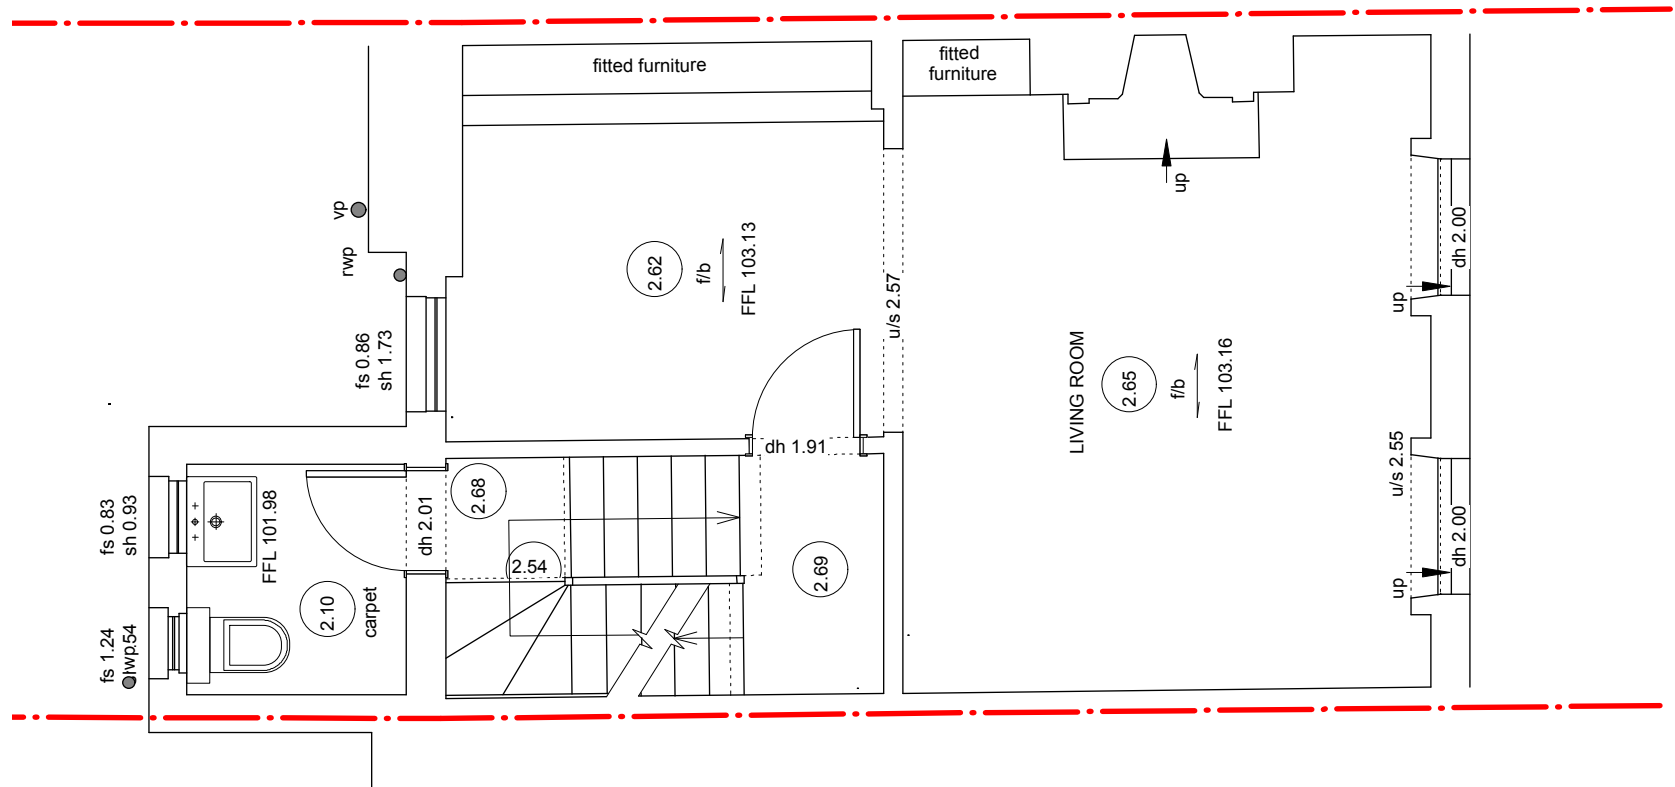 fitted furniture
fitted
furniture
vp
rwp
2.62
f/b
FFL 103.13
u/s 2.57
up
dh 2.00
up
fs 0.86
sh 1.73
LIVING ROOM
2.65
f/b
FFL 103.16
dh 1.91
u/s 2.55
fs 0.83
sh 0.93
FFL 101.98
dh 2.01
2.68
2.54
2.69
2.10
carpet
dh 2.00
up
fs 1.24